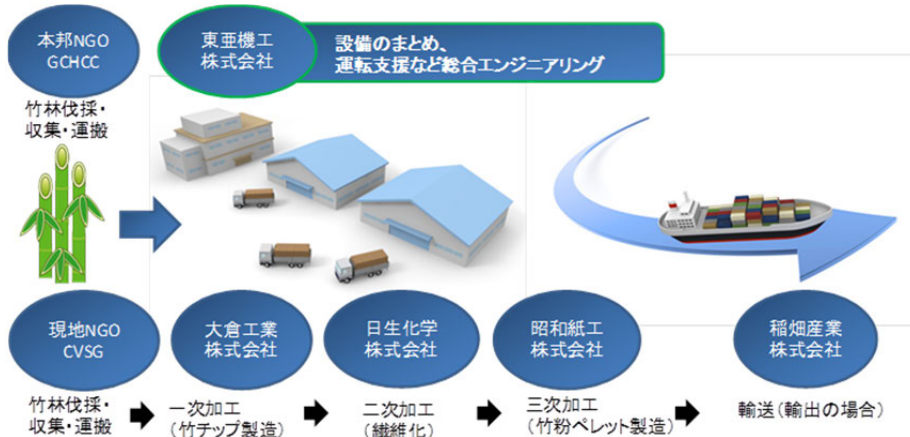 本邦NGO
GCHCC
東亜機工
株式会社
設備のまとめ、
運転支援など総合エンジニアリング
竹林伐採・
収集・運搬
現地NGO
CVSG
大倉工業
株式会社
日生化学
株式会社
昭和紙工
株式会社
稲畑産業
株式会社
竹林伐採・
収集・運搬
一次加工
(竹チップ製造)
二次加工
(繊維化)
三次加工
(竹粉ペレット製造)
輸送(輸出の場合)